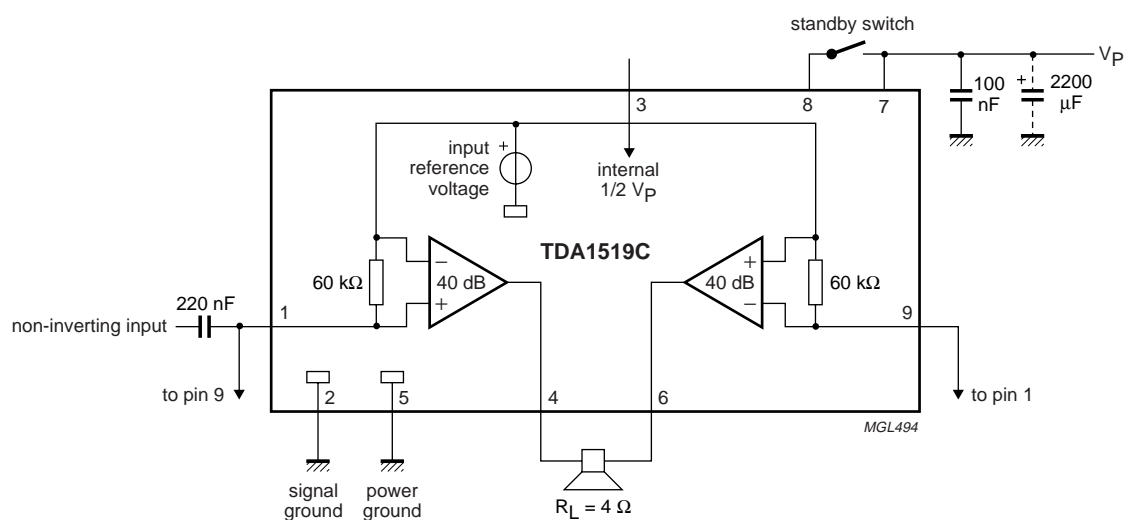 standby switch
V_P
100 nF
+ 2200 µF
3
8
7
input reference voltage
+
internal 1/2 V_P
TDA1519C
60 kΩ
−
+
40 dB
+
−
40 dB
60 kΩ
220 nF
non-inverting input
1
9
to pin 9
2
5
4
6
to pin 1
MGL494
signal ground
power ground
R_L = 4 Ω